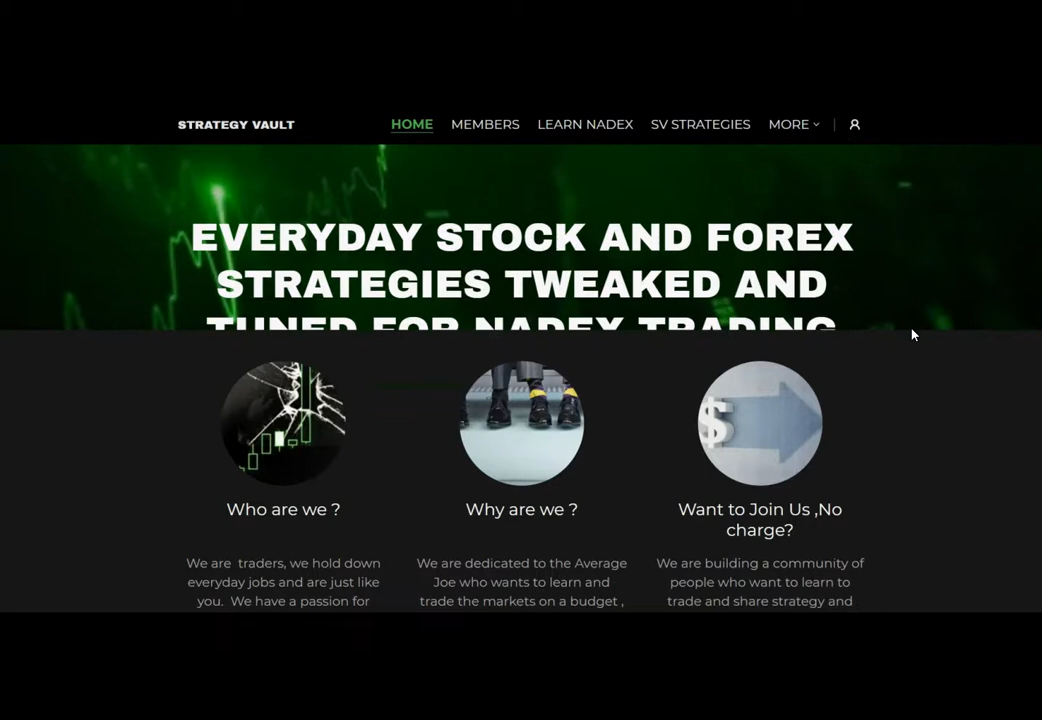 STRATEGY VAULT
HOME MEMBERS LEARN NADEX SV STRATEGIES MORE
EVERYDAY STOCK AND FOREX
STRATEGIES TWEAKED AND
TUNED FOR NADEX TRADING
$
Who are we ?
We are traders, we hold down
everyday jobs and are just like
you. We have a passion for
Why are we ?
We are dedicated to the Average
Joe who wants to learn and
trade the markets on a budget ,
Want to Join Us ,No
charge?
We are building a community of
people who want to learn to
trade and share strategy and